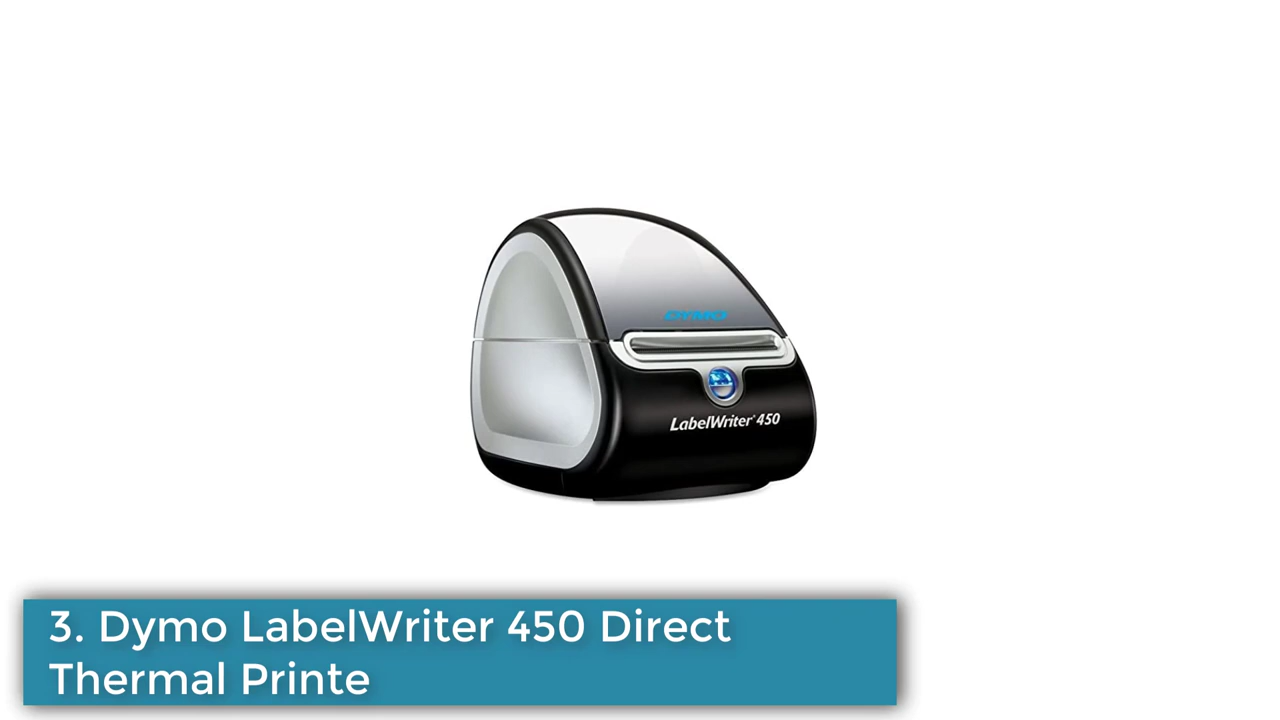 DYMO
LabelWriter 450
3. Dymo LabelWriter 450 Direct
Thermal Printe